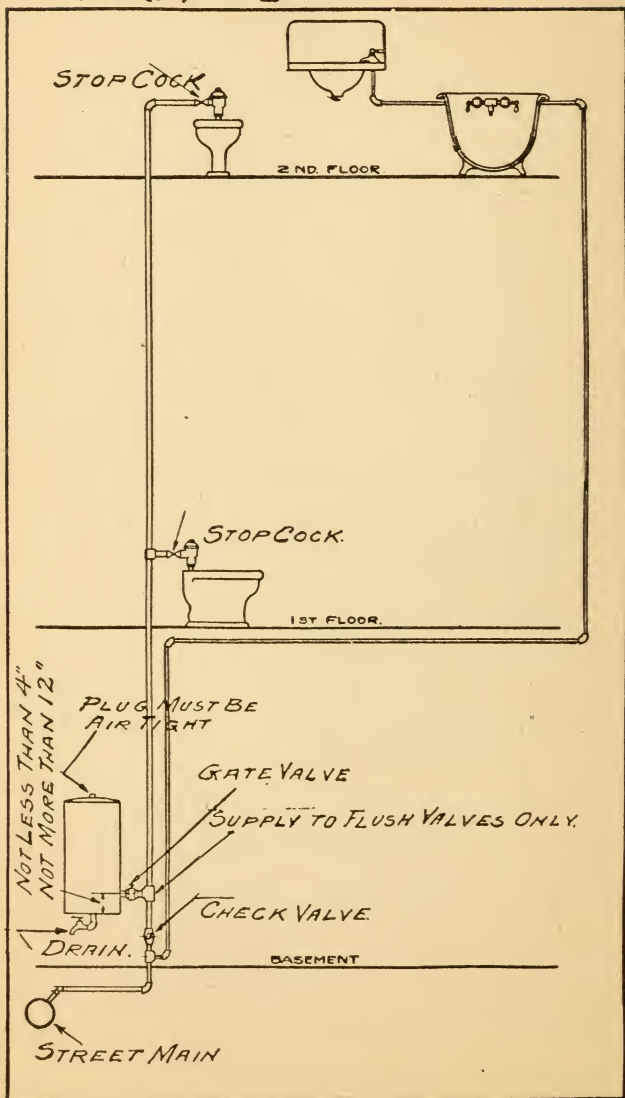 STOP COCK
2 ND. FLOOR.
STOP COCK.
1 ST FLOOR.
NOT LESS THAN 4"
NOT MORE THAN 12"
PLUG MUST BE
AIR TIGHT
GATE VALVE
SUPPLY TO FLUSH VALVES ONLY.
CHECK VALVE.
DRAIN.
BASEMENT
STREET MAIN